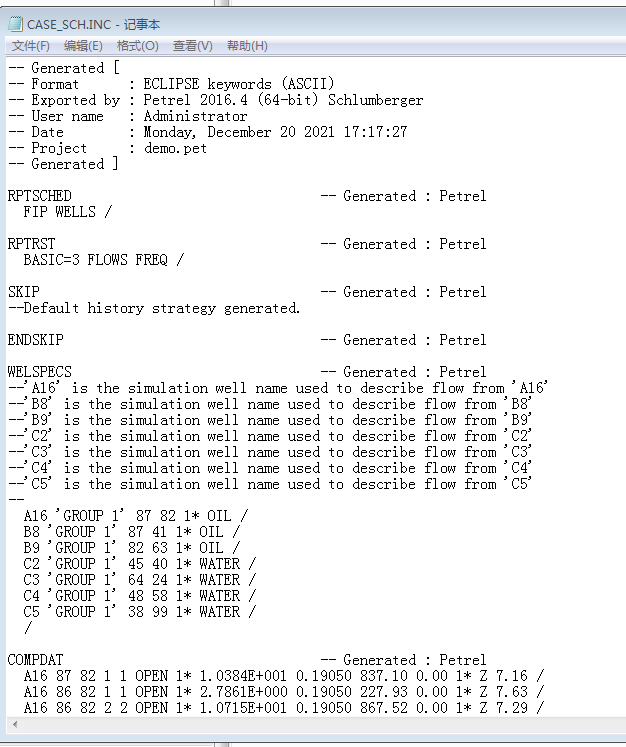 CASE_SCH.INC - 记事本
文件(F) 编辑(E) 格式(O) 查看(V) 帮助(H)
-- Generated [
-- Format : ECLIPSE keywords (ASCII)
-- Exported by : Petrel 2016.4 (64-bit) Schlumberger
-- User name : Administrator
-- Date : Monday, December 20 2021 17:17:27
-- Project : demo.pet
-- Generated ]
RPTSCHED -- Generated : Petrel
FIP WELLS /
RPTRST -- Generated : Petrel
BASIC=3 FLOWS FREQ /
SKIP -- Generated : Petrel
--Default history strategy generated.
ENDSKIP -- Generated : Petrel
WELSPECS -- Generated : Petrel
--'A16' is the simulation well name used to describe flow from 'A16'
--'B8' is the simulation well name used to describe flow from 'B8'
--'B9' is the simulation well name used to describe flow from 'B9'
--'C2' is the simulation well name used to describe flow from 'C2'
--'C3' is the simulation well name used to describe flow from 'C3'
--'C4' is the simulation well name used to describe flow from 'C4'
--'C5' is the simulation well name used to describe flow from 'C5'
--
A16 'GROUP 1' 87 82 1* OIL /
B8 'GROUP 1' 87 41 1* OIL /
B9 'GROUP 1' 82 63 1* OIL /
C2 'GROUP 1' 45 40 1* WATER /
C3 'GROUP 1' 64 24 1* WATER /
C4 'GROUP 1' 48 58 1* WATER /
C5 'GROUP 1' 38 99 1* WATER /
/
COMPDAT -- Generated : Petrel
A16 87 82 1 1 OPEN 1* 1.0384E+001 0.19050 837.10 0.00 1* Z 7.16 /
A16 86 82 1 1 OPEN 1* 2.7861E+000 0.19050 227.93 0.00 1* Z 7.63 /
A16 86 82 2 2 OPEN 1* 1.0715E+001 0.19050 867.52 0.00 1* Z 7.29 /